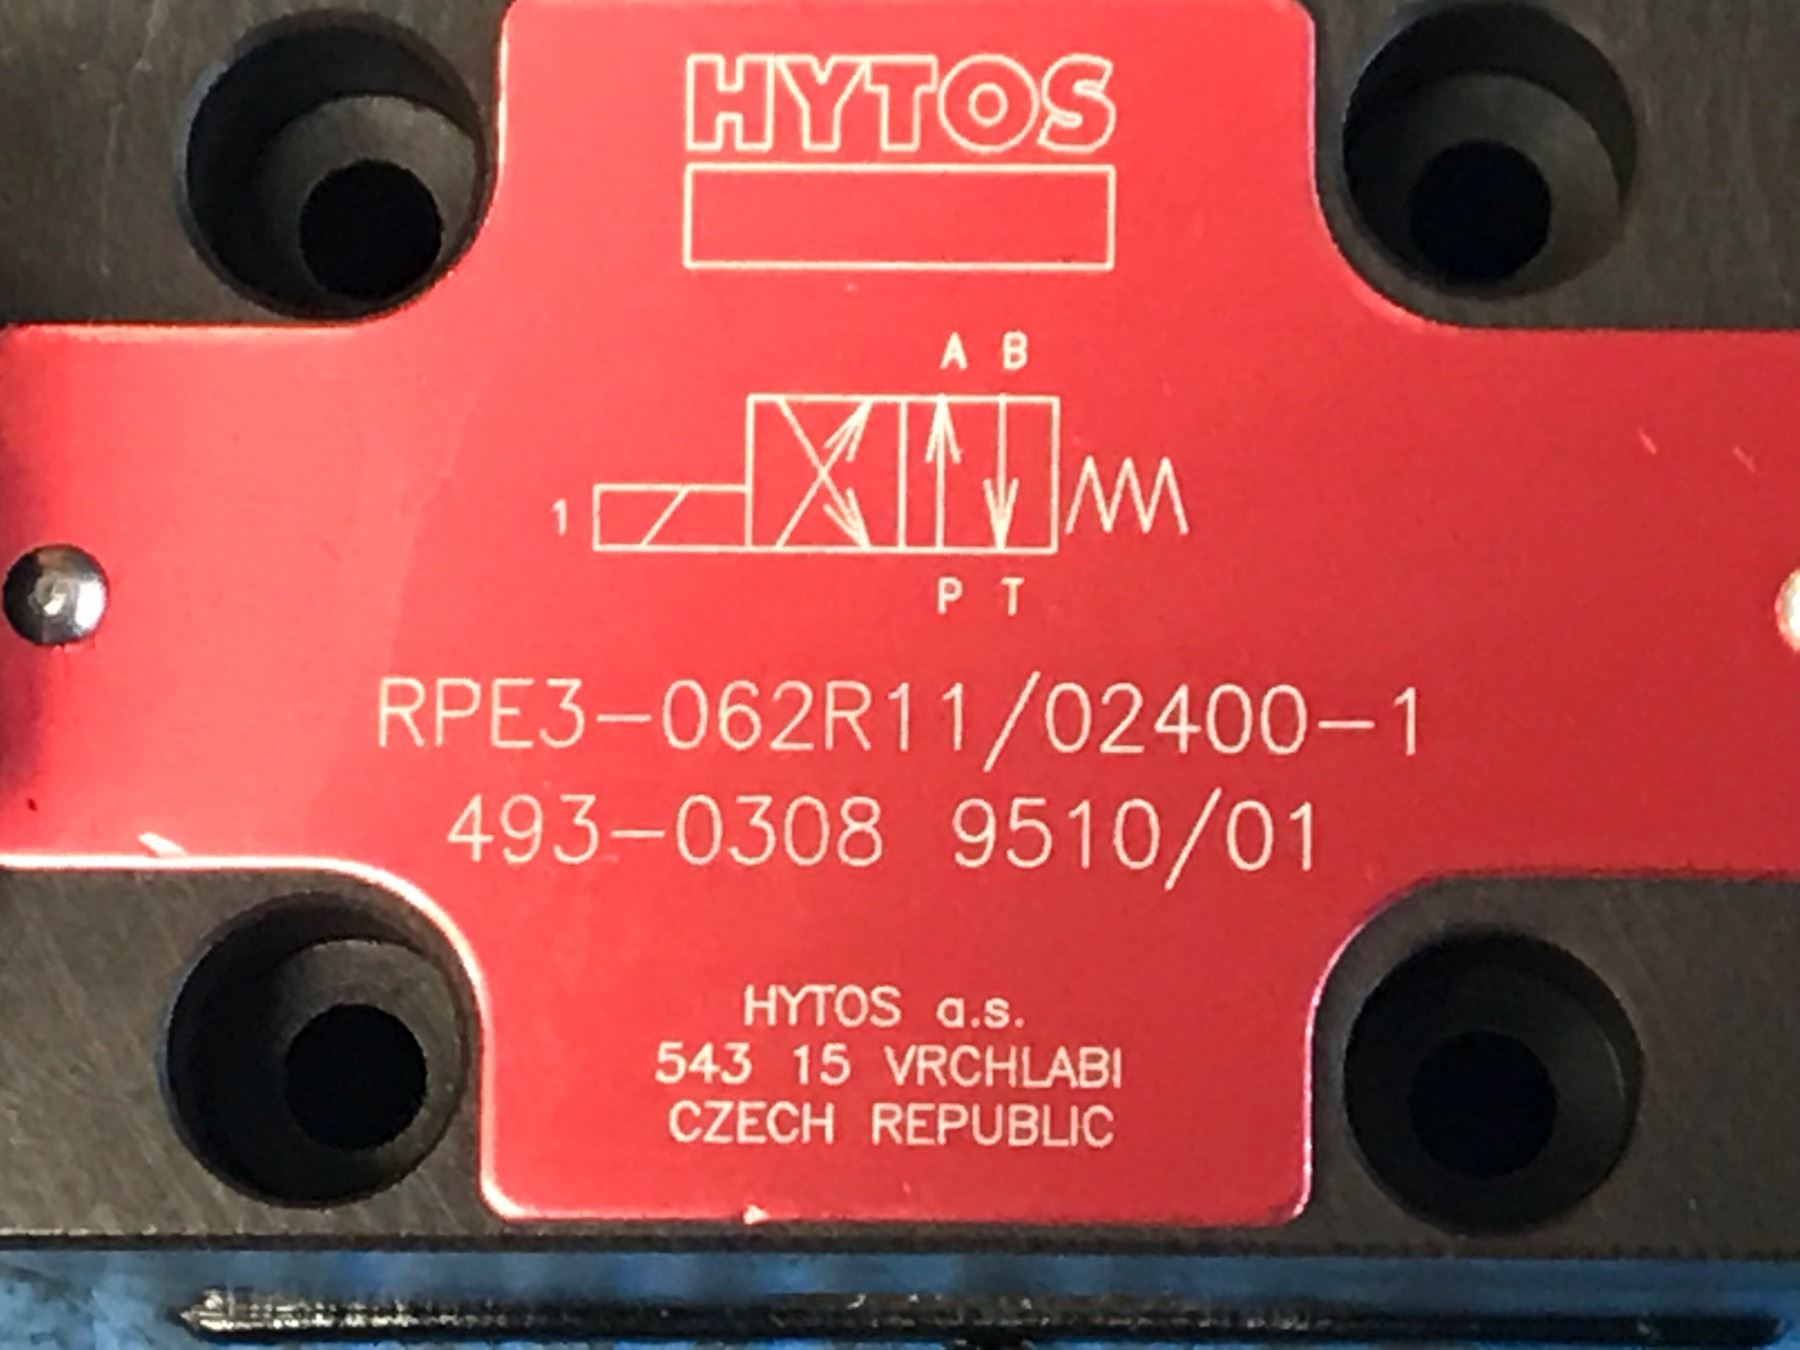 HYTOS
A B
1
P T
RPE3-062R11/02400-1
493-0308 9510/01
HYTOS a.s.
543 15 VRCHLABI
CZECH REPUBLIC